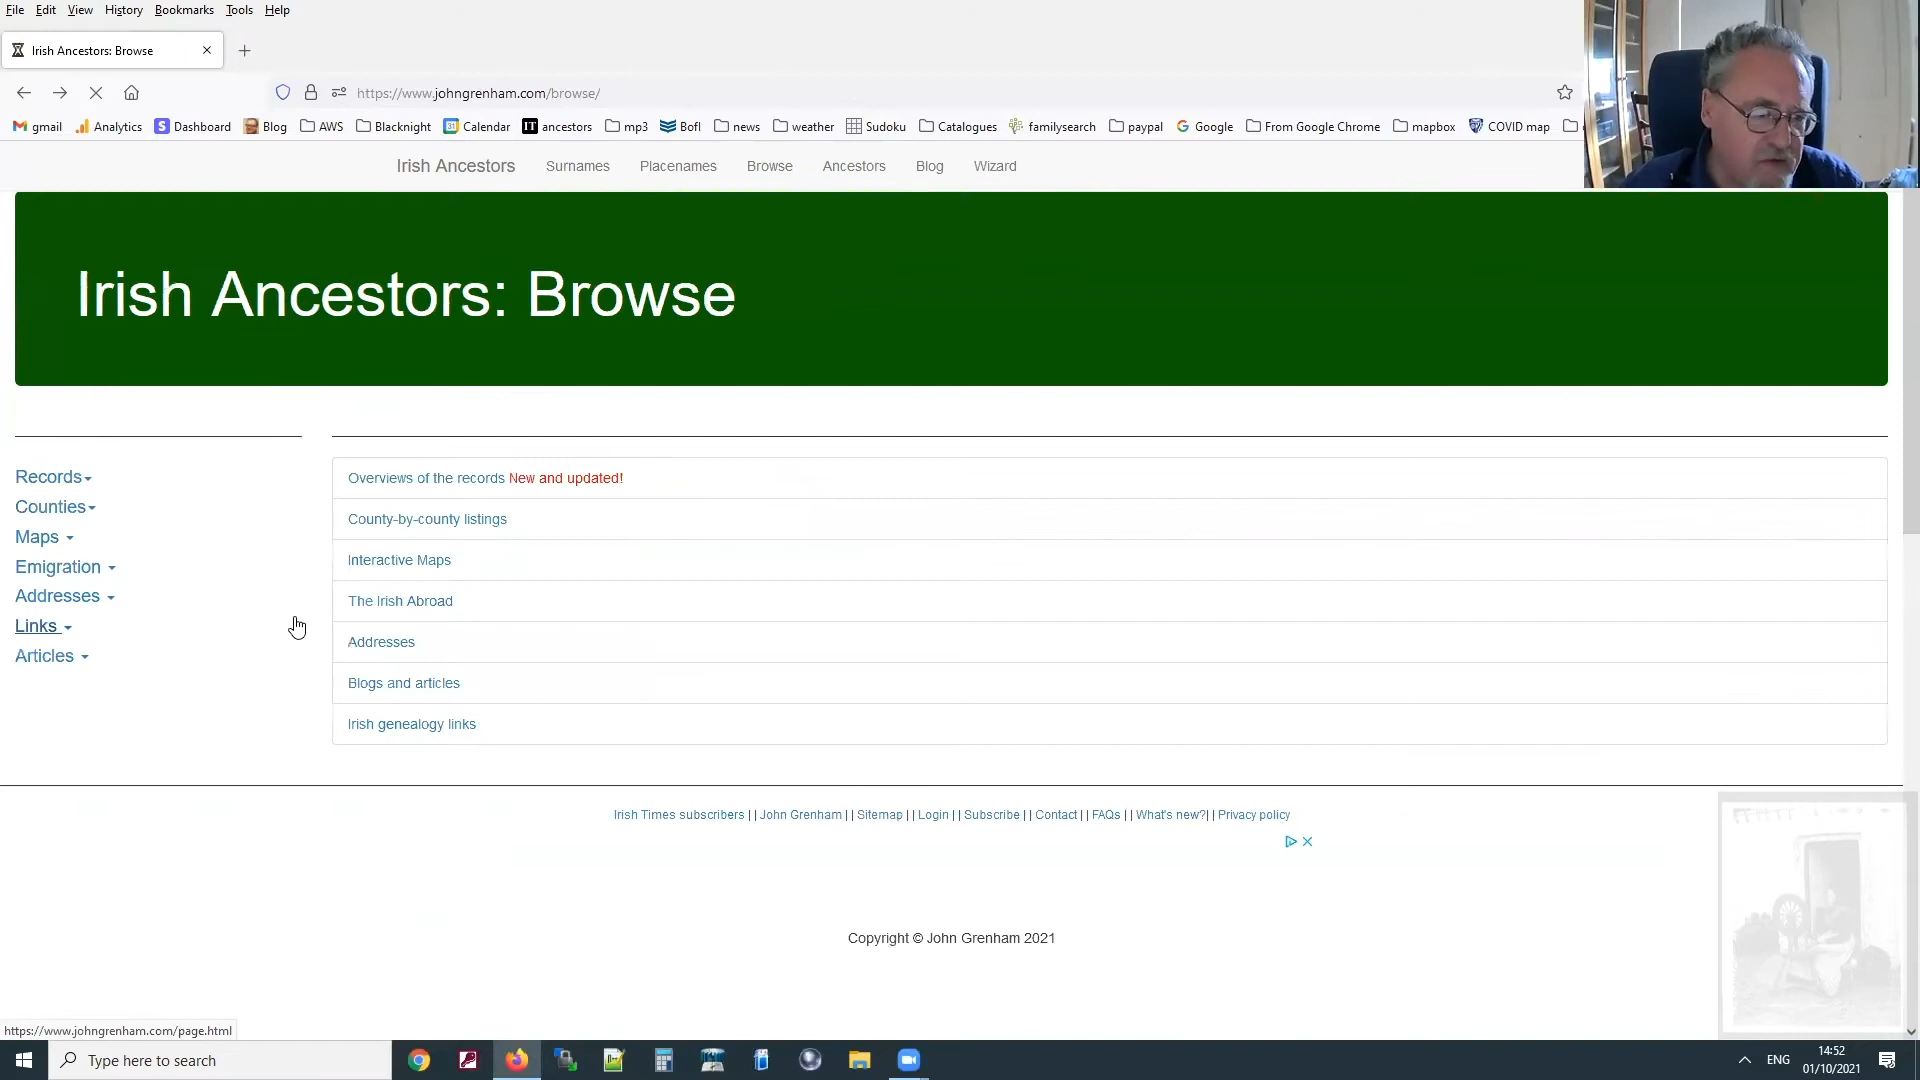 File Edit View History Bookmarks Tools Help
Irish Ancestors: Browse
https://www.johngrenham.com/browse/
gmail Analytics Dashboard Blog AWS Blacknight Calendar ancestors mp3 BofI news weather Sudoku Catalogues familysearch paypal Google From Google Chrome mapbox COVID map
Irish Ancestors Surnames Placenames Browse Ancestors Blog Wizard
Irish Ancestors: Browse
Records
Counties
Maps
Emigration
Addresses
Links
Articles
Overviews of the records New and updated!
County-by-county listings
Interactive Maps
The Irish Abroad
Addresses
Blogs and articles
Irish genealogy links
Irish Times subscribers | | John Grenham | | Sitemap | | Login | | Subscribe | | Contact | | FAQs | | What's new?| | Privacy policy
Copyright © John Grenham 2021
https://www.johngrenham.com/page.html
Type here to search
ENG
14:52
01/10/2021